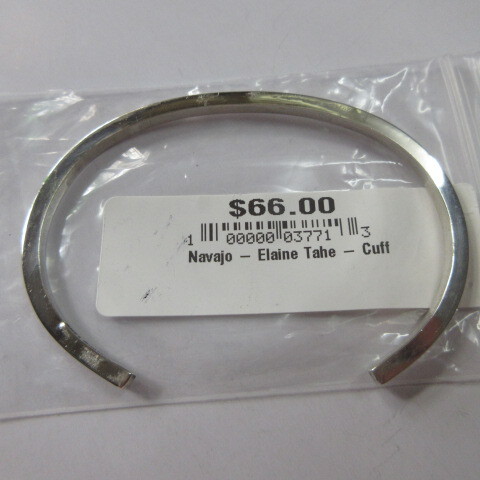 $66.00
1 00000 03771 3
Navajo — Elaine Tahe — Cuff